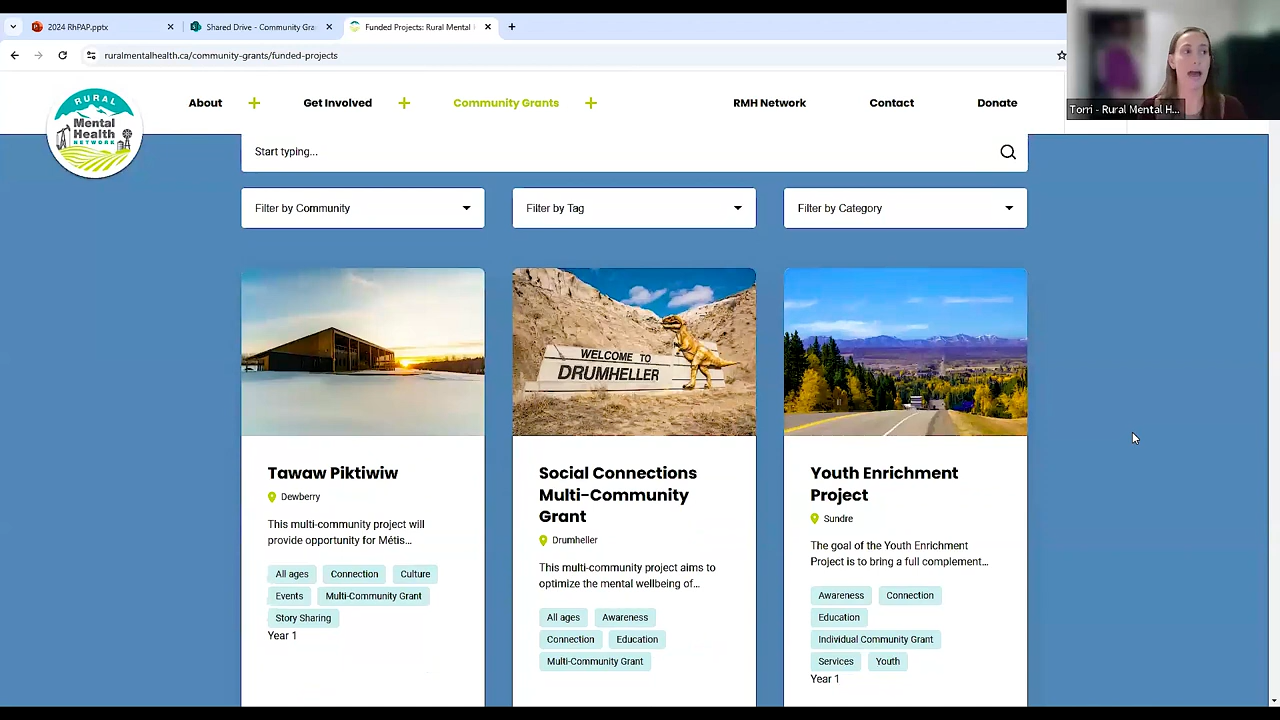 2024 RhPAP.pptx
Shared Drive - Community Gra
Funded Projects: Rural Mental
ruralmentalhealth.ca/community-grants/funded-projects
Torri - Rural Mental H...
RURAL
Mental
Health
NETWORK
About
Get Involved
Community Grants
RMH Network
Contact
Donate
Start typing...
Filter by Community
Filter by Tag
Filter by Category
WELCOME TO
DRUMHELLER
Tawaw Piktiwiw
Dewberry
This multi-community project will
provide opportunity for Métis...
All ages
Connection
Culture
Events
Multi-Community Grant
Story Sharing
Year 1
Social Connections
Multi-Community
Grant
Drumheller
This multi-community project aims to
optimize the mental wellbeing of...
All ages
Awareness
Connection
Education
Multi-Community Grant
Youth Enrichment
Project
Sundre
The goal of the Youth Enrichment
Project is to bring a full complement...
Awareness
Connection
Education
Individual Community Grant
Services
Youth
Year 1